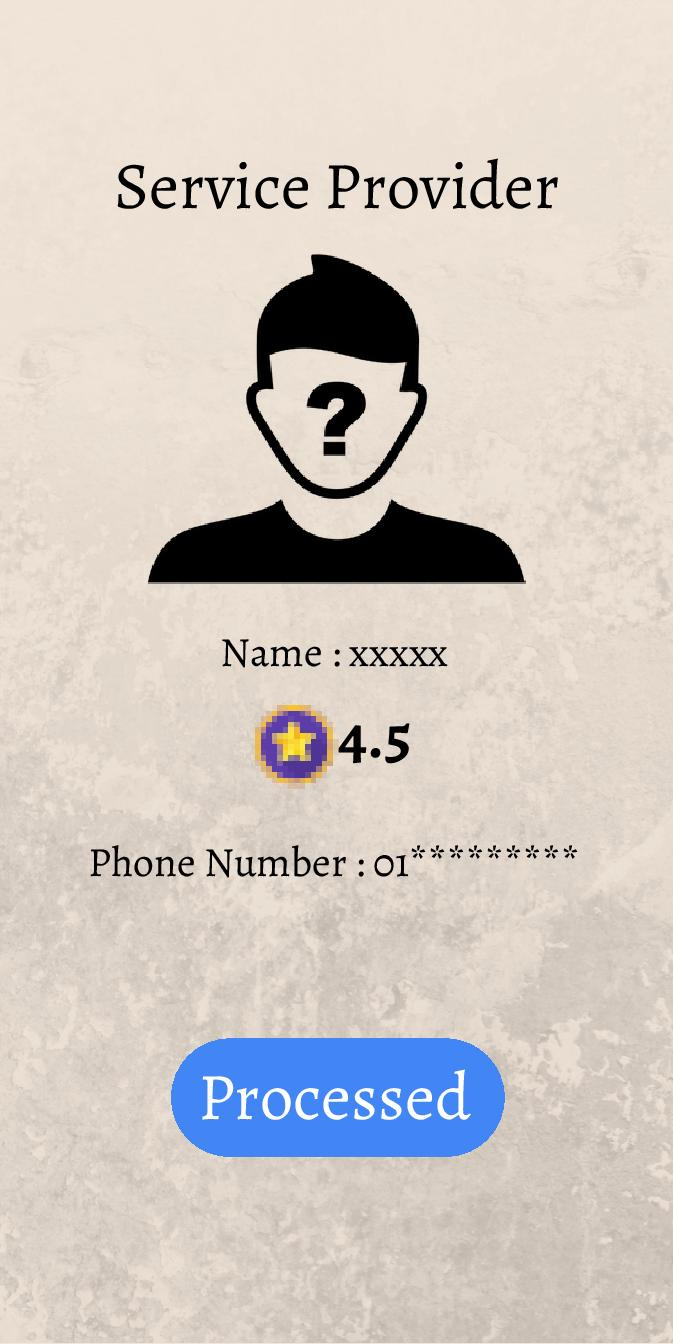 Service Provider
?
Name : xxxxx
4.5
Phone Number : 01*********
Processed